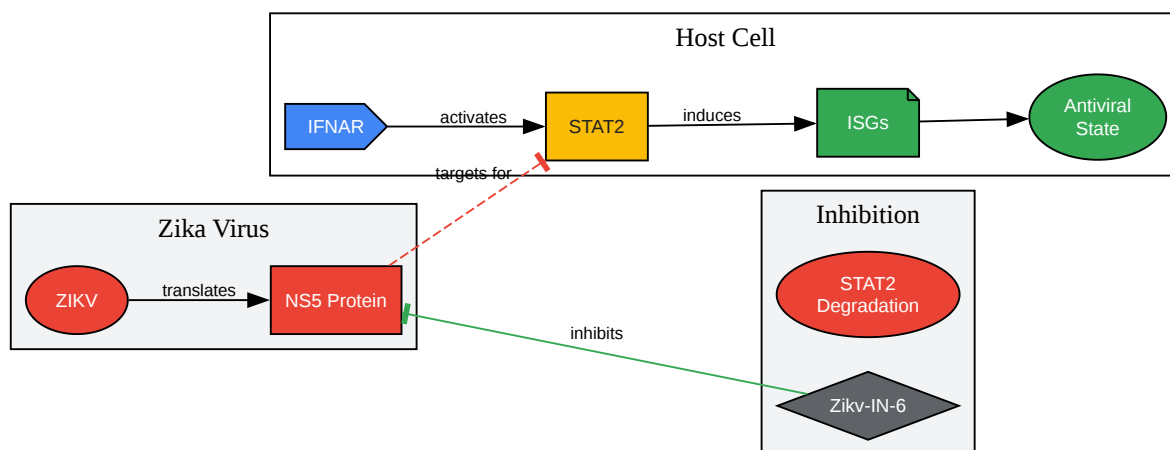 Host Cell
IFNAR
activates
STAT2
induces
ISGs
Antiviral
State
targets for
Zika Virus
ZIKV
translates
NS5 Protein
inhibits
Inhibition
STAT2
Degradation
Zikv-IN-6